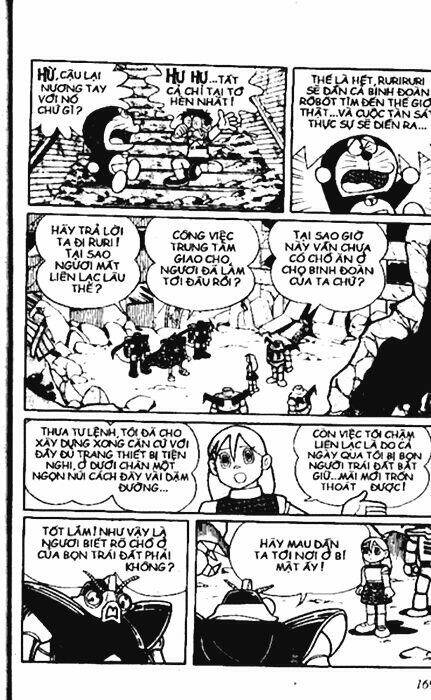 HỪ, CẬU LẠI
NƯƠNG TAY
VỚI NÓ
CHỨ GÌ?
HU HU...TẤT
CẢ CHỈ TẠI TỚ
HÈN NHÁT!
THẾ LÀ HẾT, RURIRURI
SẼ DẪN CẢ BINH ĐOÀN
RÔBỐT TÌM ĐẾN THẾ GIỚ
THẬT...VÀ CUỘC TÀN SÁT
THỰC SỰ SẼ DIỄN RA...
HÃY TRẢ LỜI
TA ĐI RURI!
TẠI SAO
NGƯƠI MẤT
LIÊN LẠC LÂU
THẾ?
CÔNG VIỆC
TRUNG TÂM
GIAO CHO,
NGƯƠI ĐÃ LÀM
TỚI ĐÂU RỒI?
TẠI SAO GIỜ
NÀY VẪN CHƯA
CÓ CHỖ ĂN Ở
CHO BINH ĐOÀN
CỦA TA CHỨ?
THƯA TƯ LỆNH, TÔI ĐÃ CHO
XÂY DỰNG XONG CĂN CỨ VỚI
ĐẦY ĐỦ TRANG THIẾT BỊ TIỆN
NGHI, Ở DƯỚI CHÂN MỘT
NGỌN NÚI CÁCH ĐÂY VÀI DẶM
ĐƯỜNG...
CÒN VIỆC TÔI CHẬM
LIÊN LẠC LÀ DO CẢ
NGÀY QUA TÔI BỊ BỌN
NGƯỜI TRÁI ĐẤT BẮT
GIỮ...MÃI MỚI TRỐN
THOÁT ĐƯỢC!
TỐT LẮM! NHƯ VẬY LÀ
NGƯƠI BIẾT RÕ CHỖ Ở
CỦA BỌN TRÁI ĐẤT PHẢI
KHÔNG?
HÃY MAU DẪN
TA TỚI NƠI Ở BÍ
MẬT ẤY!